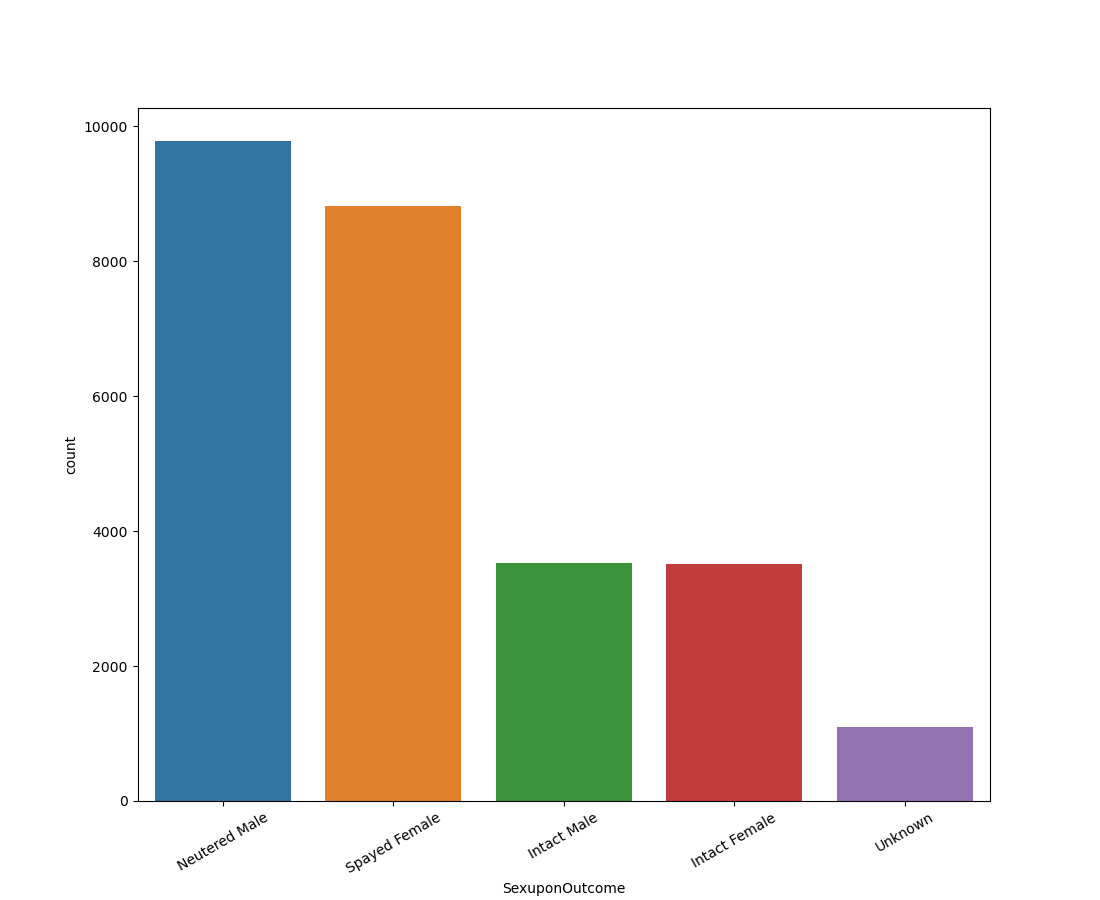 10000
8000
6000
4000
2000
0
count
Neutered Male
Spayed Female
Intact Male
Intact Female
Unknown
SexuponOutcome